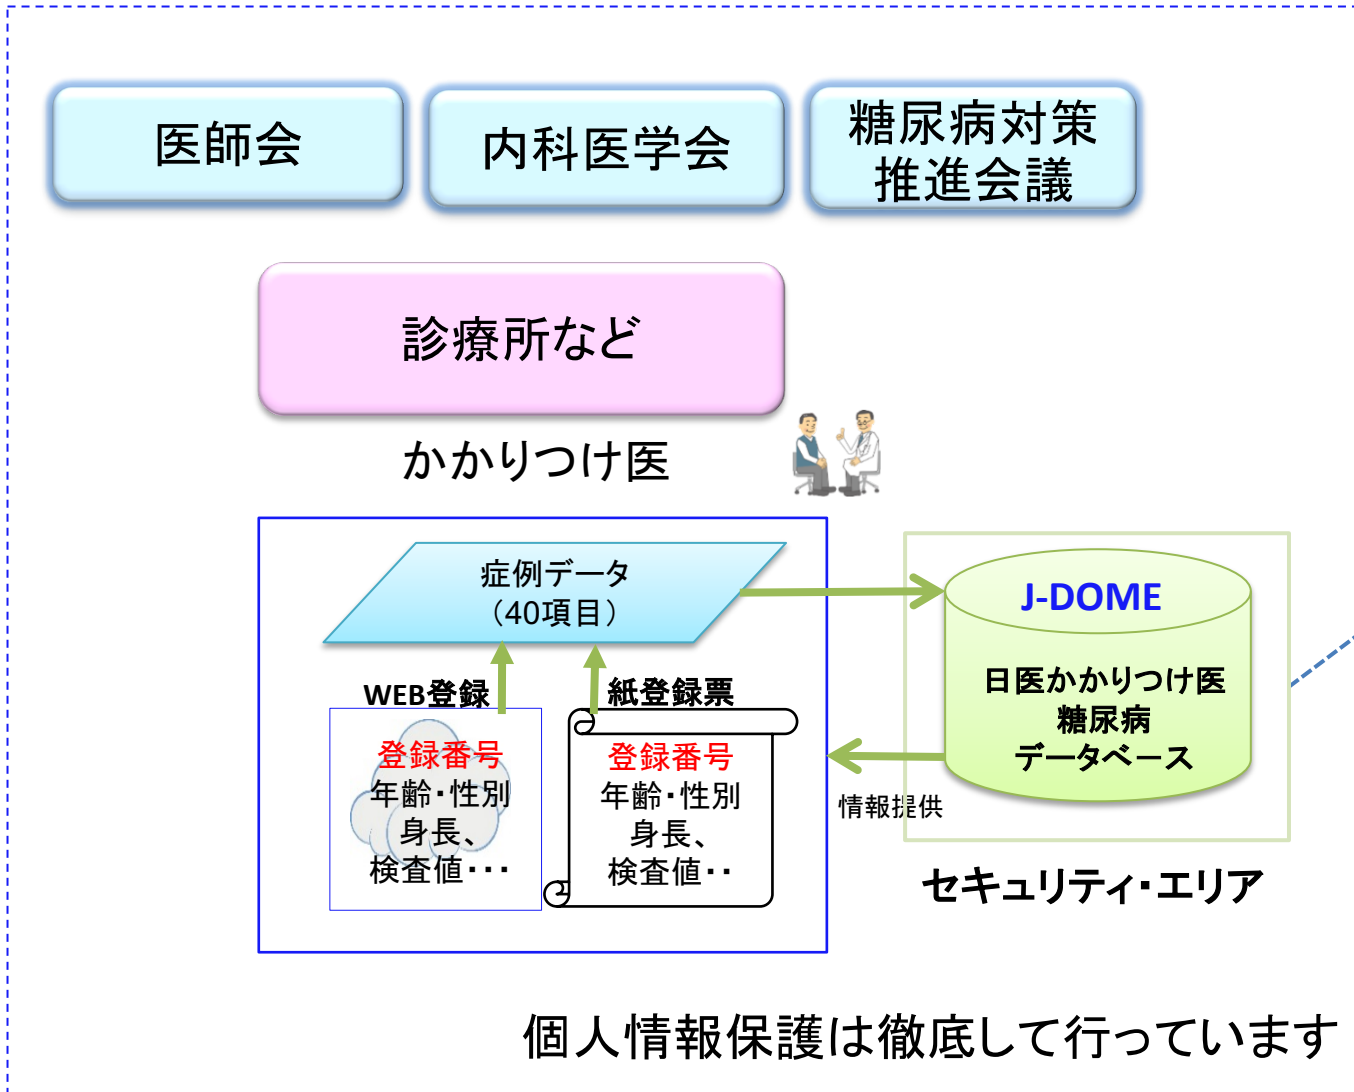 医師会
内科医学会
糖尿病対策
推進会議
診療所など
かかりつけ医
症例データ
（40項目）
WEB登録
登録番号
年齢・性別
身長、
検査値・・・
紙登録票
登録番号
年齢・性別
身長、
検査値・・
J-DOME
日医かかりつけ医
糖尿病
データベース
情報提供
セキュリティ・エリア
個人情報保護は徹底して行っています